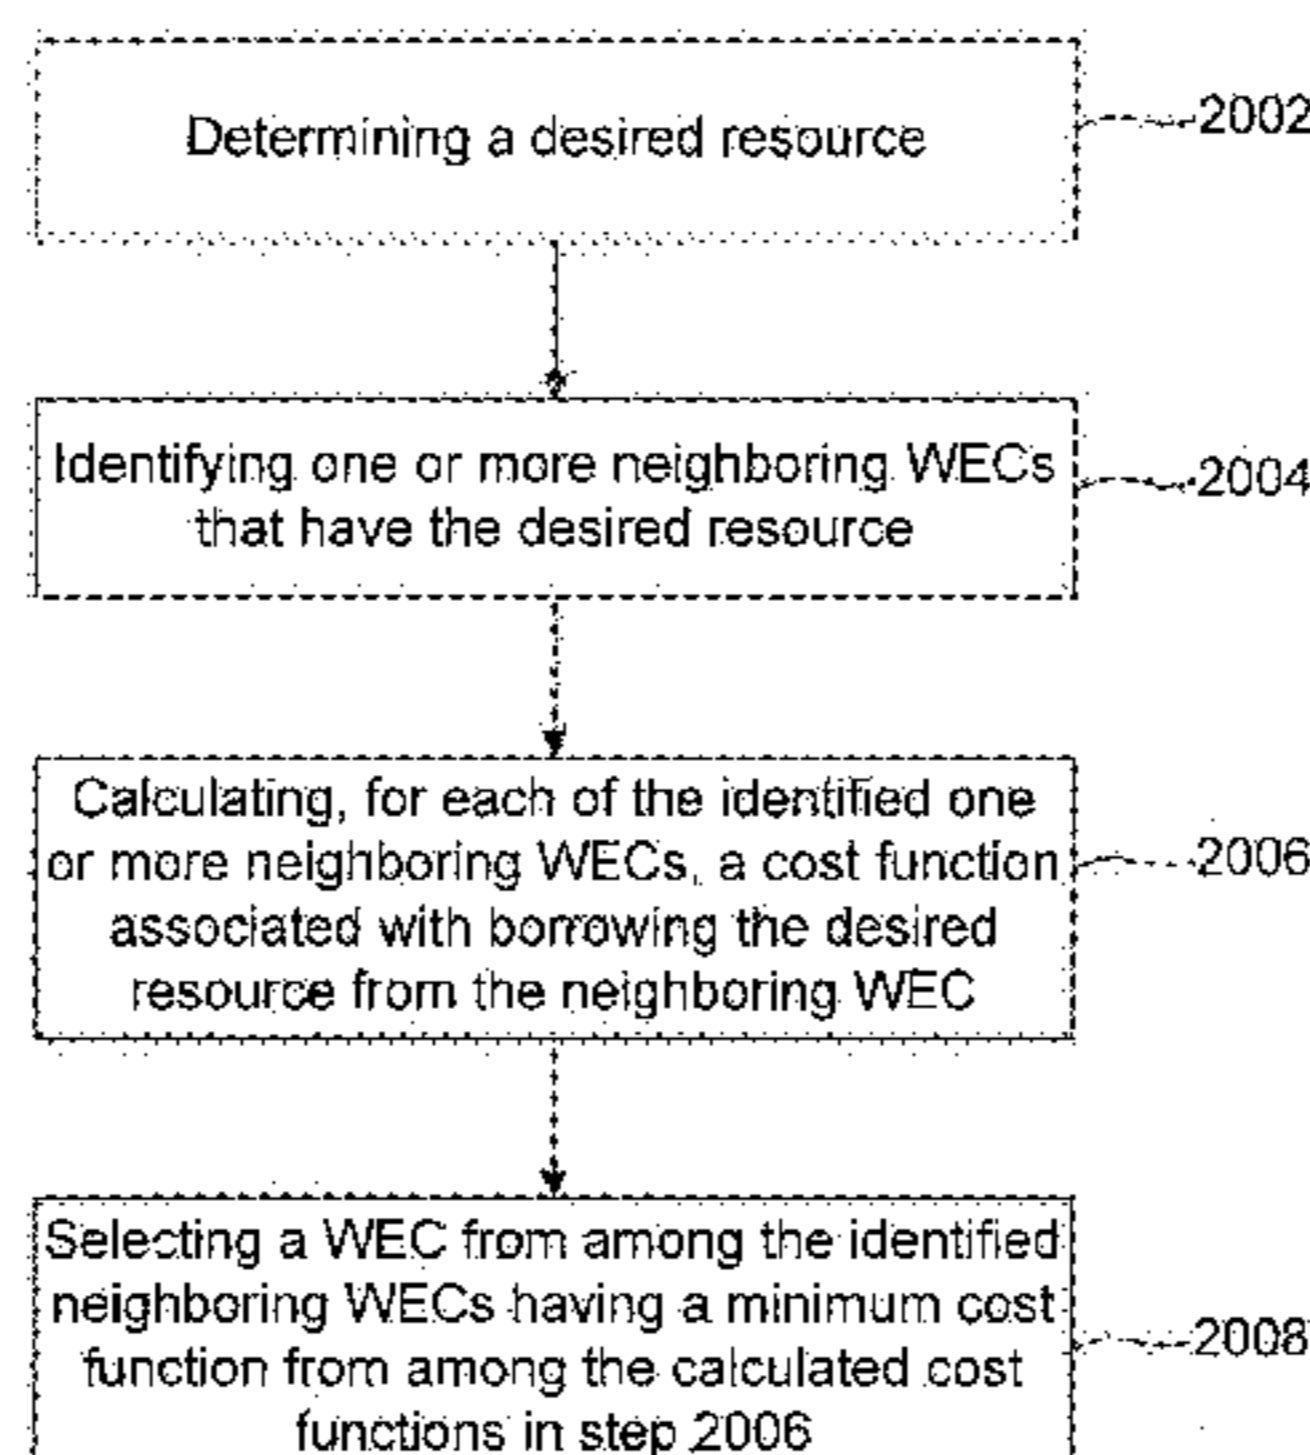 Determining a desired resource
2002
Identifying one or more neighboring WECs
that have the desired resource
2004
Calculating, for each of the identified one
or more neighboring WECs, a cost function
associated with borrowing the desired
resource from the neighboring WEC
2006
Selecting a WEC from among the identified
neighboring WECs having a minimum cost
function from among the calculated cost
functions in step 2006
2008